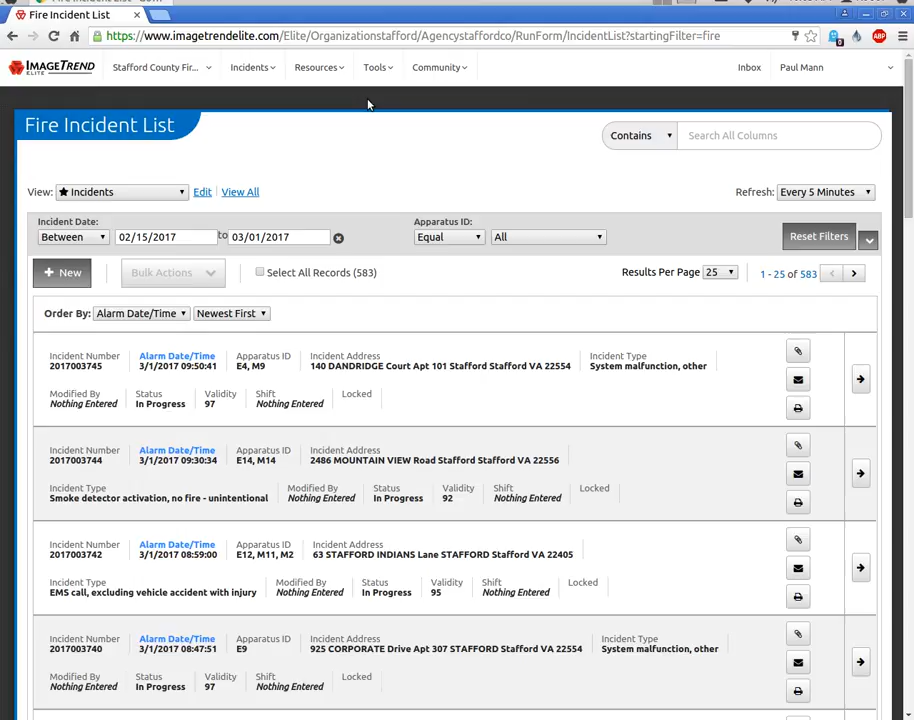 Fire Incident List
https://www.imagetrendelite.com/Elite/Organizationstafford/Agencystaffordco/RunForm/IncidentList?startingFilter=fire
ABP
IMAGETREND ELITE Stafford County Fir... Incidents Resources Tools Community Inbox Paul Mann
Fire Incident List
Contains Search All Columns
View: Incidents Edit View All Refresh: Every 5 Minutes
Incident Date: Apparatus ID:
Between 02/15/2017 to 03/01/2017 Equal All Reset Filters
+ New Bulk Actions Select All Records (583) Results Per Page 25 1 - 25 of 583
Order By: Alarm Date/Time Newest First
Incident Number Alarm Date/Time Apparatus ID Incident Address Incident Type
2017003745 3/1/2017 09:50:41 E4, M9 140 DANDRIDGE Court Apt 101 Stafford Stafford VA 22554 System malfunction, other
Modified By Status Validity Shift Locked
Nothing Entered In Progress 97 Nothing Entered
Incident Number Alarm Date/Time Apparatus ID Incident Address
2017003744 3/1/2017 09:30:34 E14, M14 2486 MOUNTAIN VIEW Road Stafford Stafford VA 22556
Incident Type Modified By Status Validity Shift Locked
Smoke detector activation, no fire - unintentional Nothing Entered In Progress 92 Nothing Entered
Incident Number Alarm Date/Time Apparatus ID Incident Address
2017003742 3/1/2017 08:59:00 E12, M11, M2 63 STAFFORD INDIANS Lane STAFFORD Stafford VA 22405
Incident Type Modified By Status Validity Shift Locked
EMS call, excluding vehicle accident with injury Nothing Entered In Progress 95 Nothing Entered
Incident Number Alarm Date/Time Apparatus ID Incident Address Incident Type
2017003740 3/1/2017 08:47:51 E9 925 CORPORATE Drive Apt 307 STAFFORD Stafford VA 22554 System malfunction, other
Modified By Status Validity Shift Locked
Nothing Entered In Progress 97 Nothing Entered